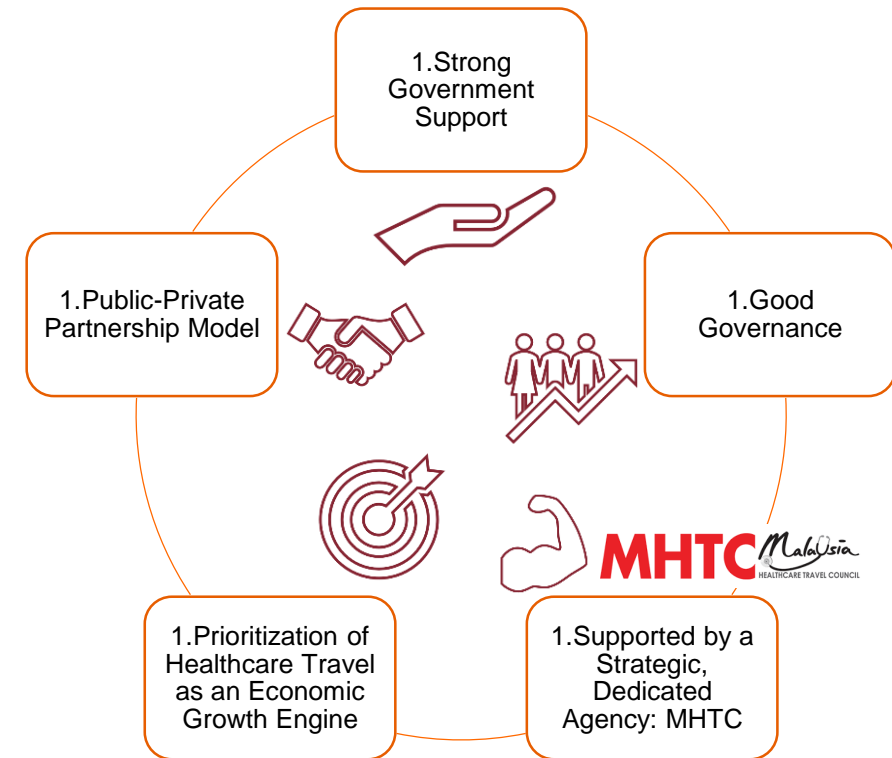 1.Strong
Government
Support
1.Public-Private
Partnership Model
1.Good
Governance
MHTC Malaysia
HEALTHCARE TRAVEL COUNCIL
1.Prioritization of
Healthcare Travel
as an Economic
Growth Engine
1.Supported by a
Strategic,
Dedicated
Agency: MHTC